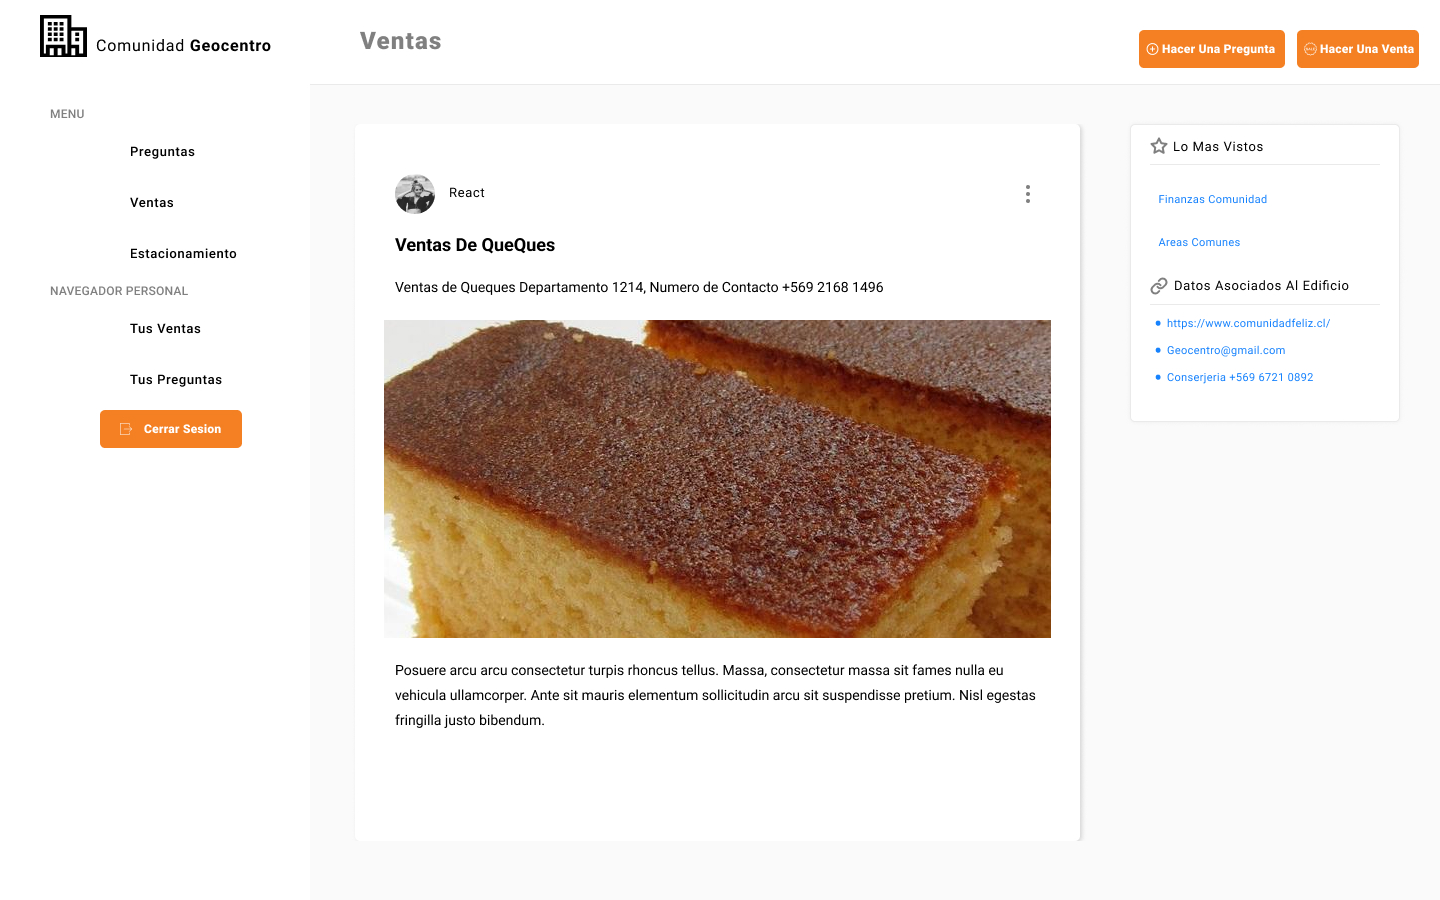 Comunidad Geocentro
MENU
Preguntas
Ventas
Estacionamiento
NAVEGADOR PERSONAL
Tus Ventas
Tus Preguntas
Cerrar Sesion
Ventas
Hacer Una Pregunta
Hacer Una Venta
React
Ventas De QueQues
Ventas de Queques Departamento 1214, Numero de Contacto +569 2168 1496
Posuere arcu arcu consectetur turpis rhoncus tellus. Massa, consectetur massa sit fames nulla eu
vehicula ullamcorper. Ante sit mauris elementum sollicitudin arcu sit suspendisse pretium. Nisl egestas
fringilla justo bibendum.
Lo Mas Vistos
Finanzas Comunidad
Areas Comunes
Datos Asociados Al Edificio
https://www.comunidadfeliz.cl/
Geocentro@gmail.com
Conserjeria +569 6721 0892